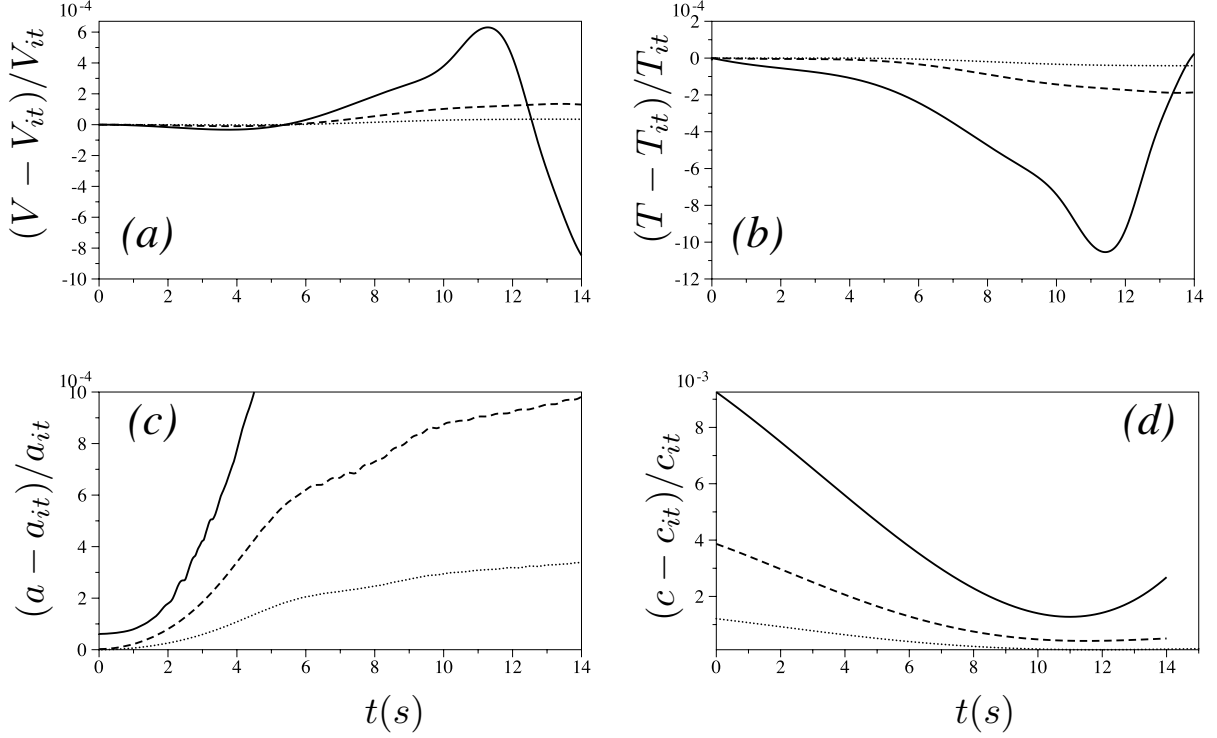 10^-4
(V − V_it)/V_it
6
4
2
0
-2
-4
-6
-8
-10
(a)
0 2 4 6 8 10 12 14
10^-4
(T − T_it)/T_it
2
0
-2
-4
-6
-8
-10
-12
(b)
0 2 4 6 8 10 12 14
10^-4
(a − a_it)/a_it
10
8
6
4
2
0
(c)
0 2 4 6 8 10 12 14
t(s)
10^-3
(c − c_it)/c_it
8
6
4
2
(d)
0 2 4 6 8 10 12 14
t(s)